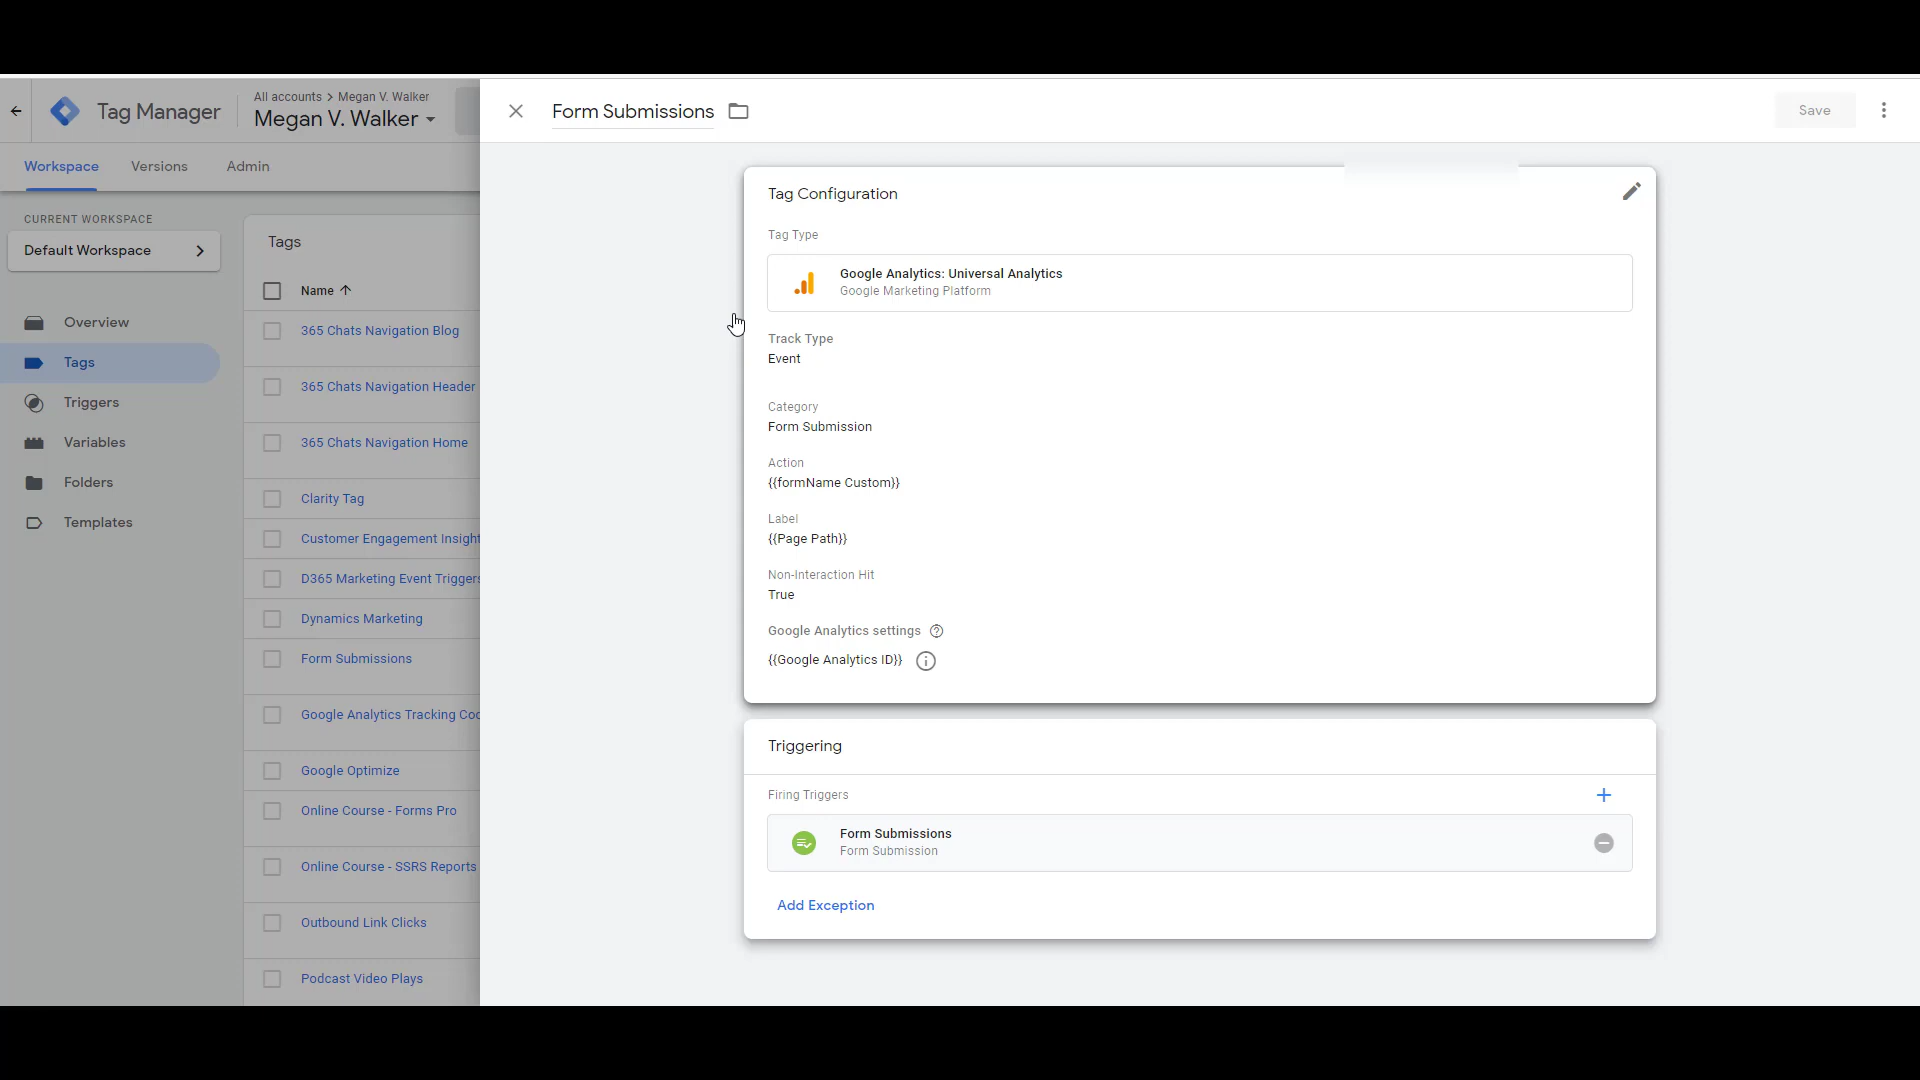 Tag Manager
All accounts > Megan V. Walker
Megan V. Walker
Form Submissions
Save
Workspace
Versions
Admin
CURRENT WORKSPACE
Default Workspace
Overview
Tags
Triggers
Variables
Folders
Templates
Tags
Name
365 Chats Navigation Blog
365 Chats Navigation Header
365 Chats Navigation Home
Clarity Tag
Customer Engagement Insight
D365 Marketing Event Triggers
Dynamics Marketing
Form Submissions
Google Analytics Tracking Coo
Google Optimize
Online Course - Forms Pro
Online Course - SSRS Reports
Outbound Link Clicks
Podcast Video Plays
Tag Configuration
Tag Type
Google Analytics: Universal Analytics
Google Marketing Platform
Track Type
Event
Category
Form Submission
Action
{{formName Custom}}
Label
{{Page Path}}
Non-Interaction Hit
True
Google Analytics settings
{{Google Analytics ID}}
Triggering
Firing Triggers
Form Submissions
Form Submission
Add Exception